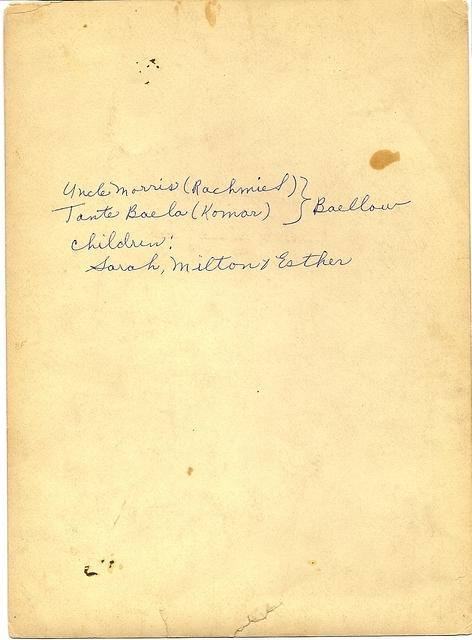 Uncle Morris (Rachmiel) } Baellow
Tante Baela (Komar)
Children:
Sarah, Milton & Esther